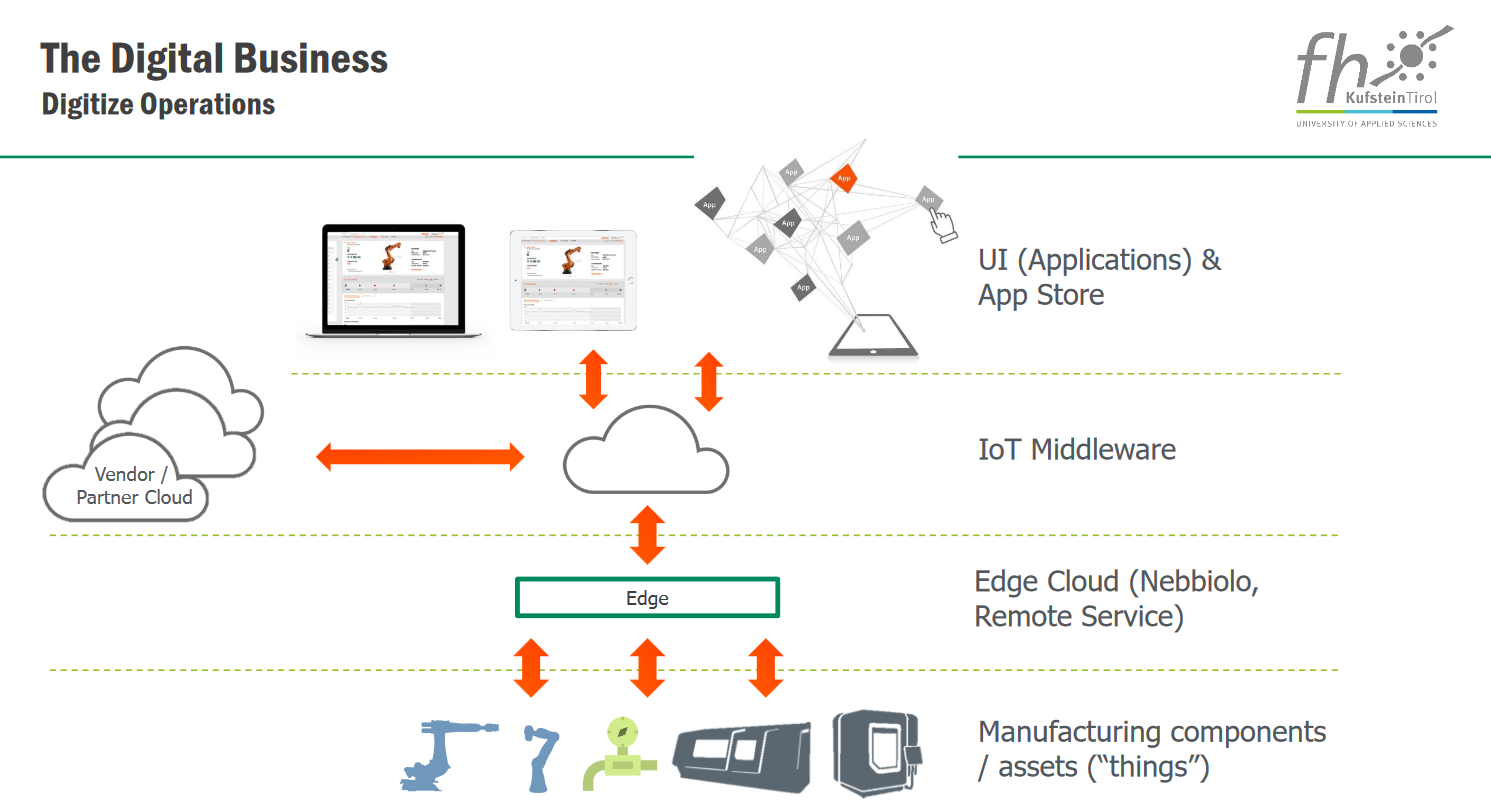 The Digital Business
Digitize Operations
fh
KufsteinTirol
UNIVERSITY OF APPLIED SCIENCES
App
App
App
App
App
App
App
App
UI (Applications) &
App Store
Vendor /
Partner Cloud
IoT Middleware
Edge
Edge Cloud (Nebbiolo,
Remote Service)
Manufacturing components
/ assets (“things”)